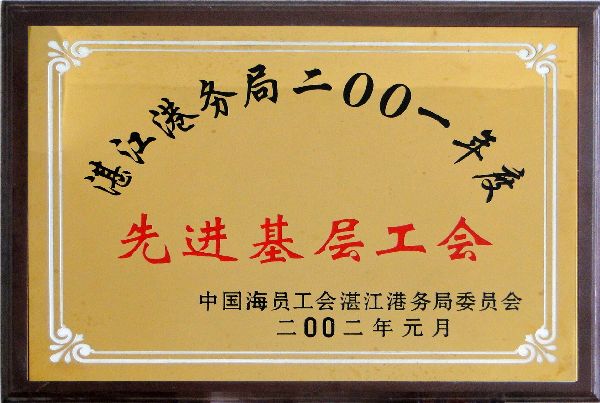 湛江港务局二00一年度
先进基层工会
中国海员工会湛江港务局委员会
二00二年元月